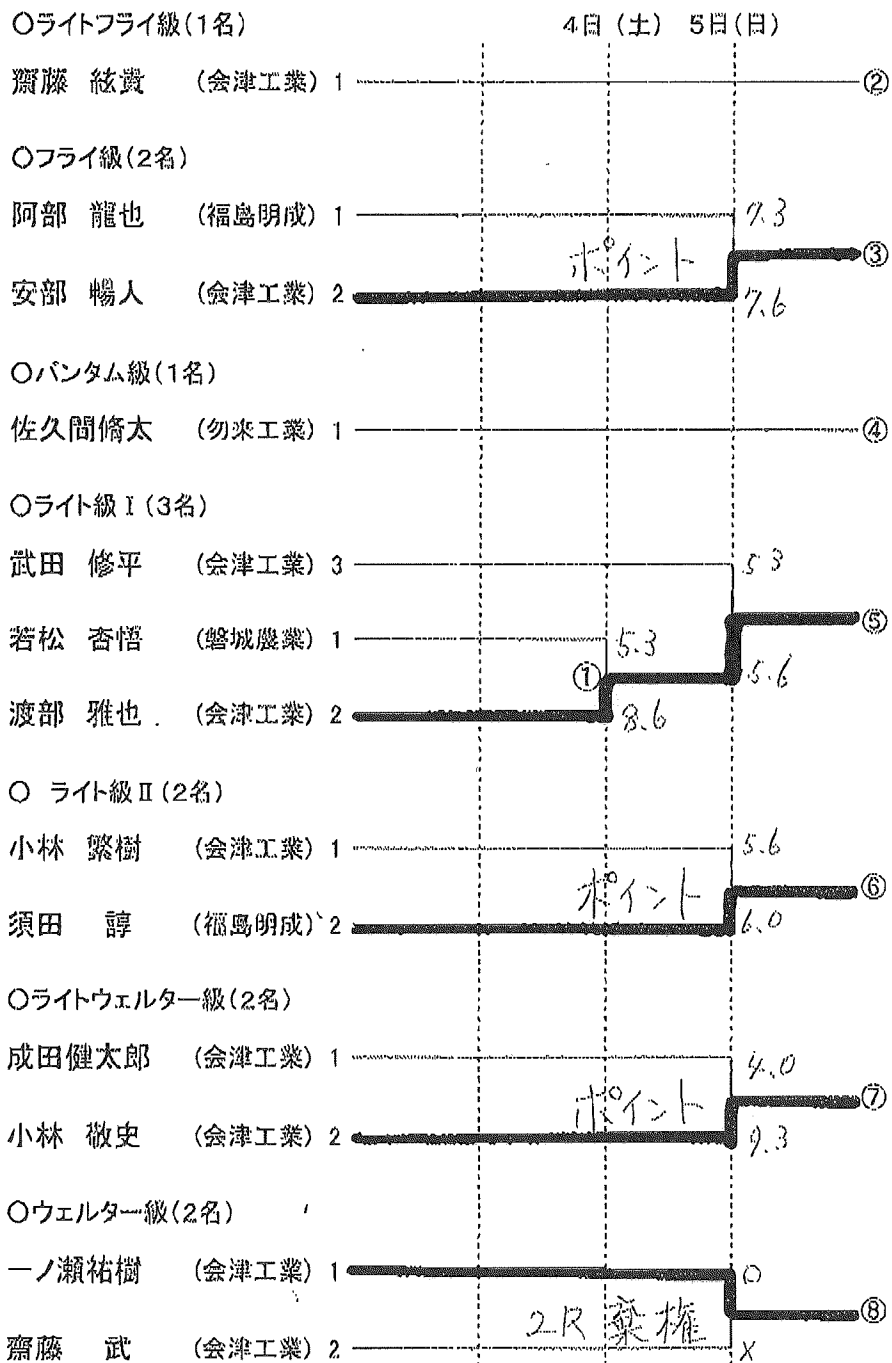 ○ライトフライ級(1名) 4日(土) 5日(日)
齋藤 絃貴 (会津工業) 1 ②
○フライ級(2名)
阿部 龍也 (福島明成) 1 7.3
ポイント ③
安部 暢人 (会津工業) 2 7.6
○バンタム級(1名)
佐久間脩太 (勿来工業) 1 ④
○ライト級Ⅰ(3名)
武田 修平 (会津工業) 3 5.3
⑤
若松 杏悟 (磐城農業) 1 5.3
① 5.6
渡部 雅也 (会津工業) 2 8.6
○ ライト級Ⅱ(2名)
小林 繁樹 (会津工業) 1 5.6
ポイント ⑥
須田 諄 (福島明成) 2 6.0
○ライトウェルター級(2名)
成田健太郎 (会津工業) 1 4.0
ポイント ⑦
小林 敬史 (会津工業) 2 9.3
○ウェルター級(2名)
一ノ瀬祐樹 (会津工業) 1 ○
2R 棄権 ⑧
齋藤 武 (会津工業) 2 ×